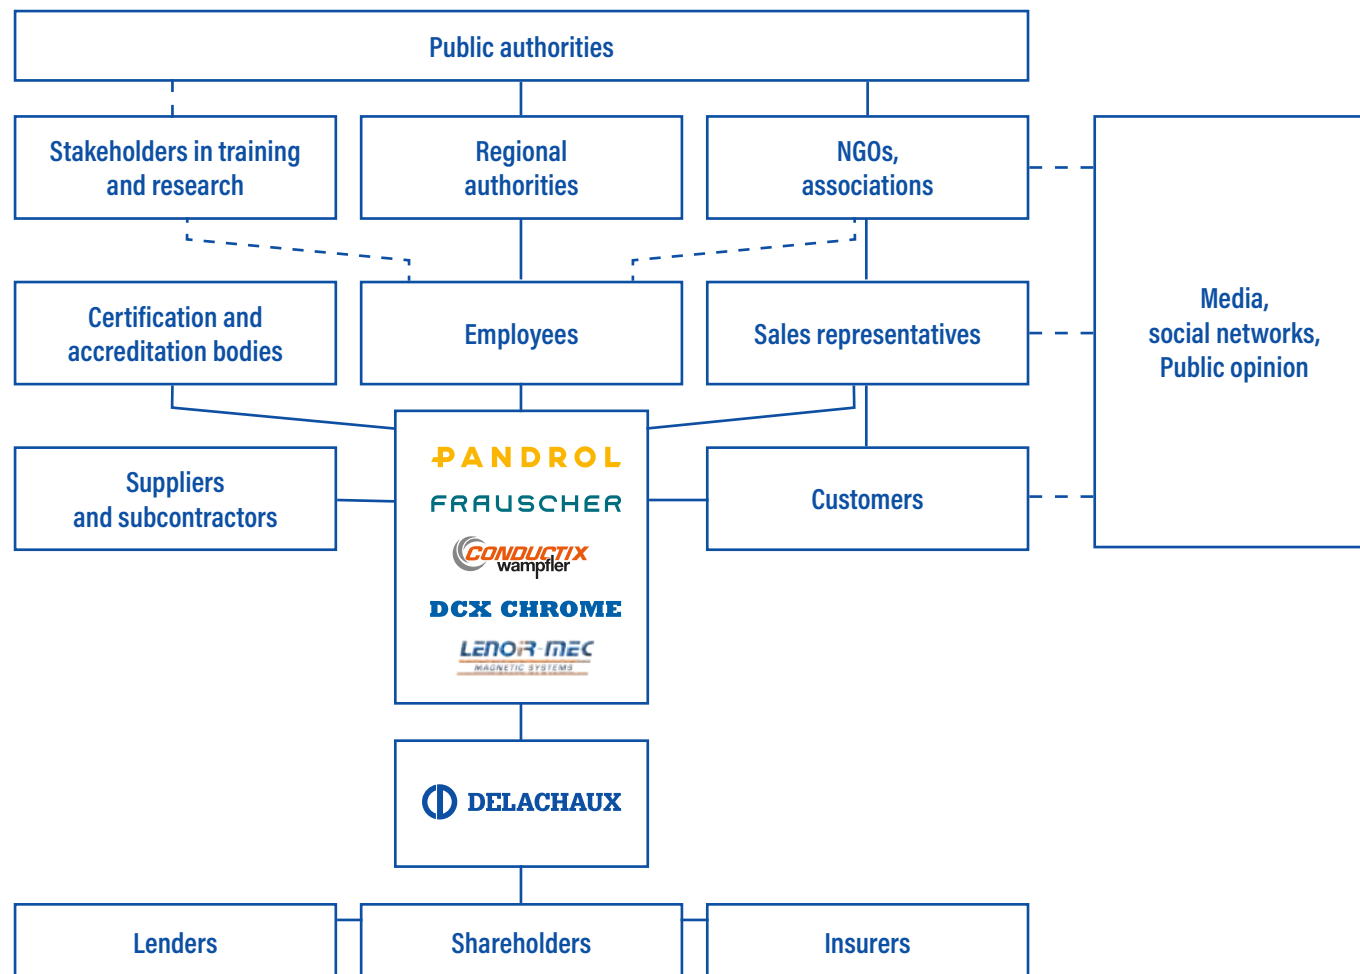 Public authorities
Stakeholders in training
and research
Regional
authorities
NGOs,
associations
Certification and
accreditation bodies
Employees
Sales representatives
Media,
social networks,
Public opinion
Suppliers
and subcontractors
PANDROL
FRAUSCHER
CONDUCTIX
wampfler
DCX CHROME
LENOIR-MEC
MAGNETIC SYSTEMS
Customers
DELACHAUX
Lenders
Shareholders
Insurers